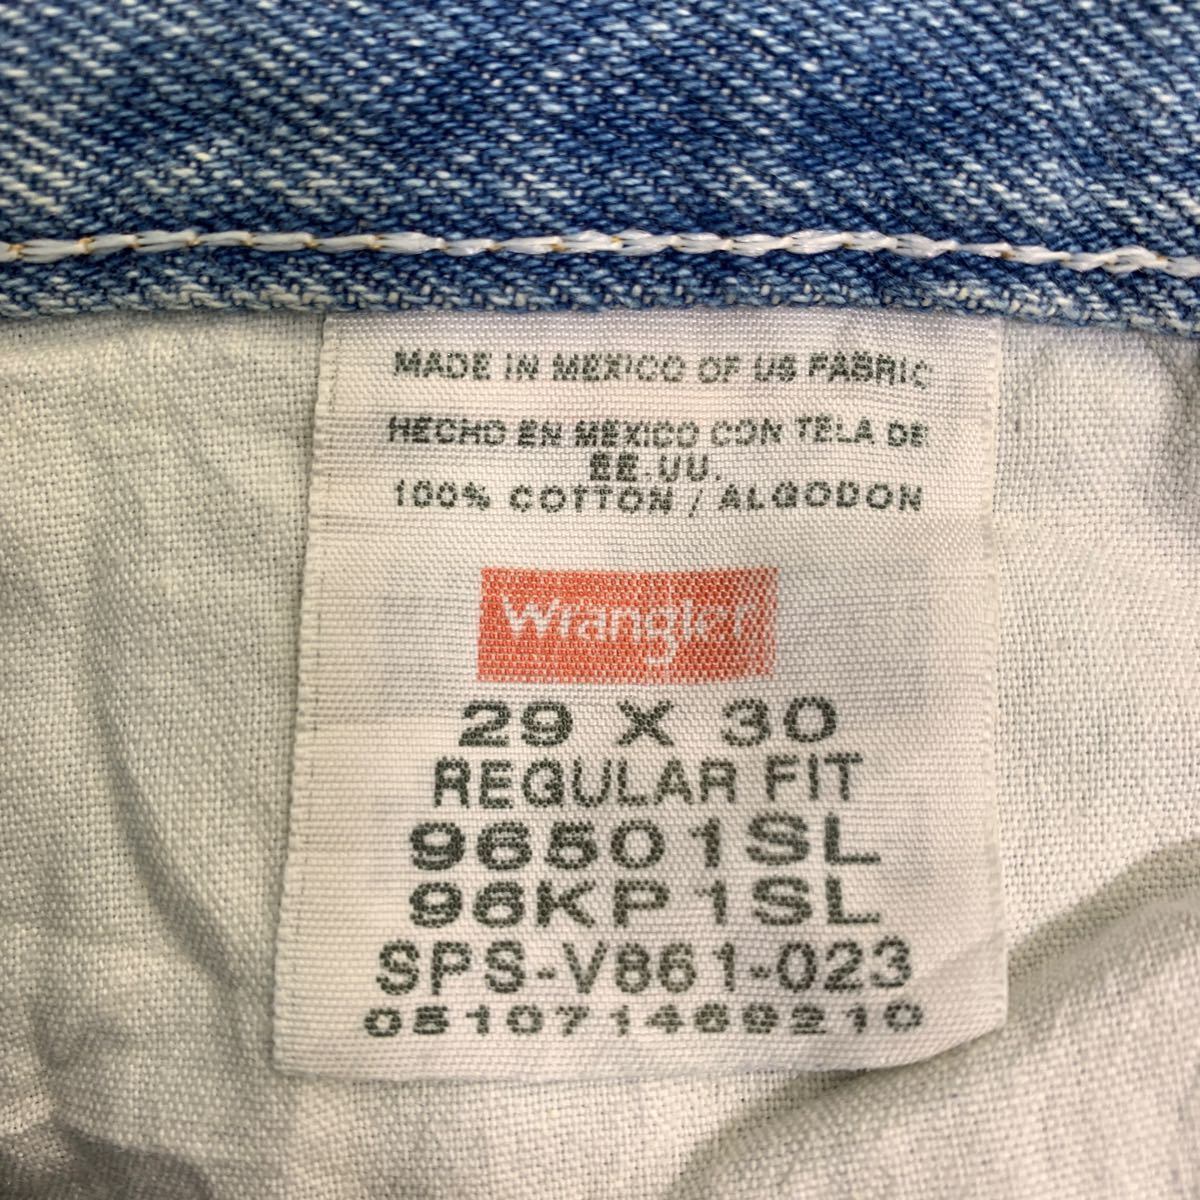 MADE IN MEXICO OF US FABRIC
HECHO EN MEXICO CON TELA DE
EE.UU.
100% COTTON / ALGODON
Wrangler
29 X 30
REGULAR FIT
96501SL
96KP1SL
SPS-V861-023
051071469210